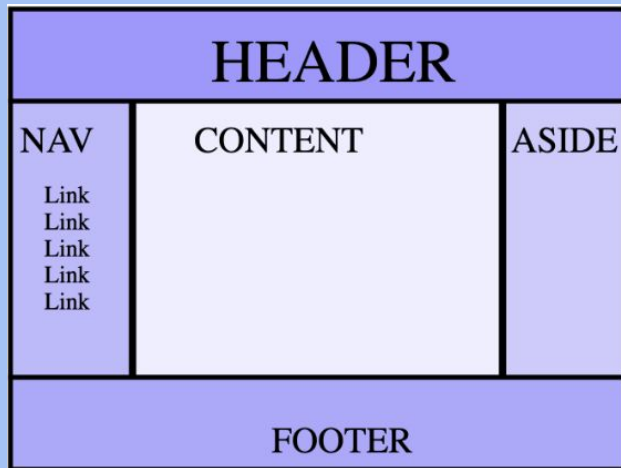 HEADER
NAV
Link
Link
Link
Link
Link
CONTENT
ASIDE
FOOTER